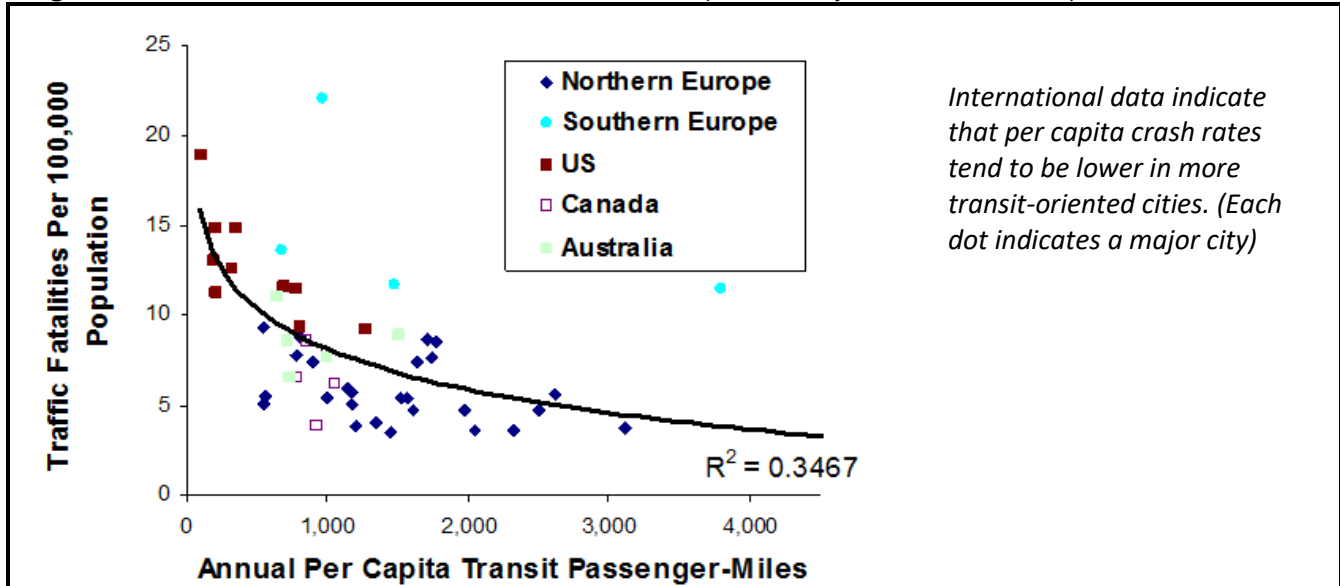 25
20
15
10
5
0
Traffic Fatalities Per 100,000
Population
Northern Europe
Southern Europe
US
Canada
Australia
R² = 0.3467
0 1,000 2,000 3,000 4,000
Annual Per Capita Transit Passenger-Miles
International data indicate
that per capita crash rates
tend to be lower in more
transit-oriented cities. (Each
dot indicates a major city)